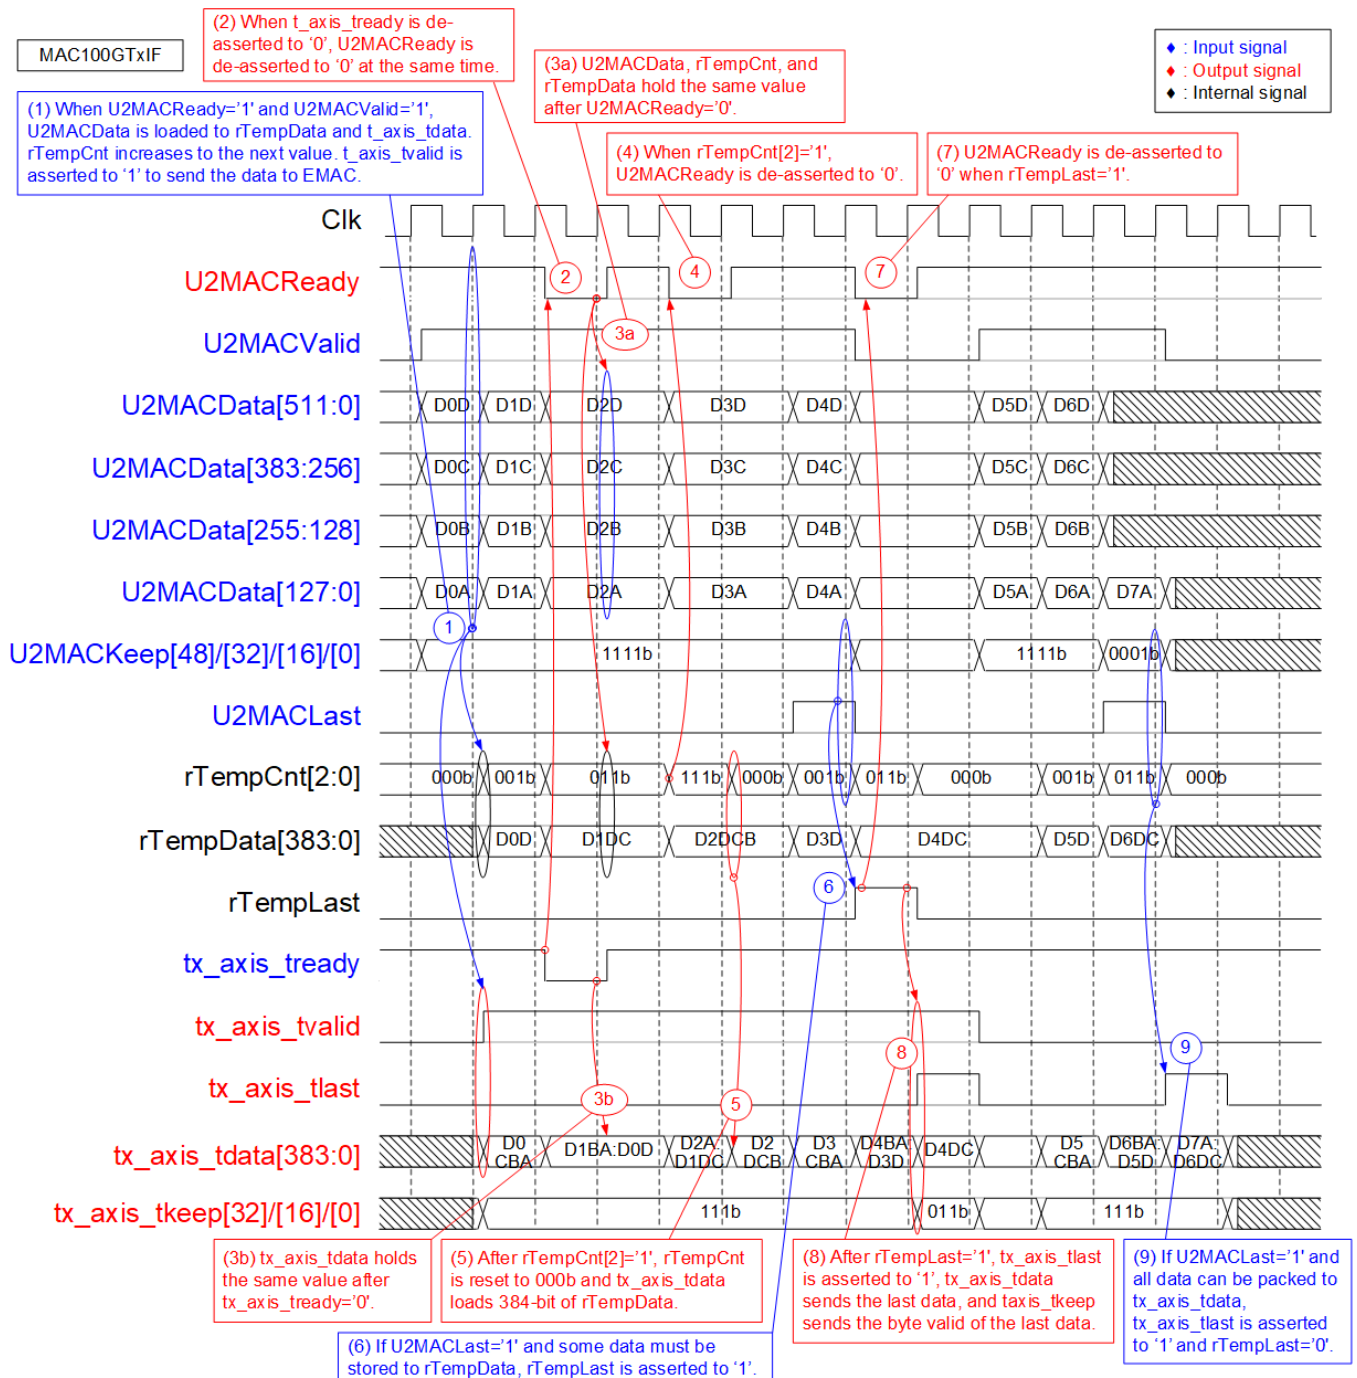 MAC100GTxIF
(2) When t_axis_tready is de-
asserted to ‘0’, U2MACReady is
de-asserted to ‘0’ at the same time.
(3a) U2MACData, rTempCnt, and
rTempData hold the same value
after U2MACReady='0'.
♦ : Input signal
♦ : Output signal
♦ : Internal signal
(1) When U2MACReady='1' and U2MACValid='1',
U2MACData is loaded to rTempData and t_axis_tdata.
rTempCnt increases to the next value. t_axis_tvalid is
asserted to ‘1’ to send the data to EMAC.
(4) When rTempCnt[2]='1',
U2MACReady is de-asserted to ‘0’.
(7) U2MACReady is de-asserted to
‘0’ when rTempLast='1'.
Clk
U2MACReady 2 4 7
U2MACValid 3a
U2MACData[511:0] D0D D1D D2D D3D D4D D5D D6D
U2MACData[383:256] D0C D1C D2C D3C D4C D5C D6C
U2MACData[255:128] D0B D1B D2B D3B D4B D5B D6B
U2MACData[127:0] D0A D1A D2A D3A D4A D5A D6A D7A
1
U2MACKeep[48]/[32]/[16]/[0] 1111b 1111b 0001b
U2MACLast
rTempCnt[2:0] 000b 001b 011b 111b 000b 001b 011b 000b 001b 011b 000b
rTempData[383:0] D0D D1DC D2DCB D3D D4DC D5D D6DC
6
rTempLast
tx_axis_tready
tx_axis_tvalid
8 9
tx_axis_tlast
3b 5
tx_axis_tdata[383:0] D0 CBA D1BA:D0D D2A: D1DC D2 DCB D3 CBA D4BA: D3D D4DC D5 CBA D6BA: D5D D7A: D6DC
tx_axis_tkeep[32]/[16]/[0] 111b 011b 111b
(3b) tx_axis_tdata holds
the same value after
tx_axis_tready='0'.
(5) After rTempCnt[2]='1', rTempCnt
is reset to 000b and tx_axis_tdata
loads 384-bit of rTempData.
(8) After rTempLast='1', tx_axis_tlast
is asserted to ‘1’, tx_axis_tdata
sends the last data, and taxis_tkeep
sends the byte valid of the last data.
(9) If U2MACLast='1' and
all data can be packed to
tx_axis_tdata,
tx_axis_tlast is asserted
to ‘1’ and rTempLast='0'.
(6) If U2MACLast='1' and some data must be
stored to rTempData, rTempLast is asserted to ‘1’.